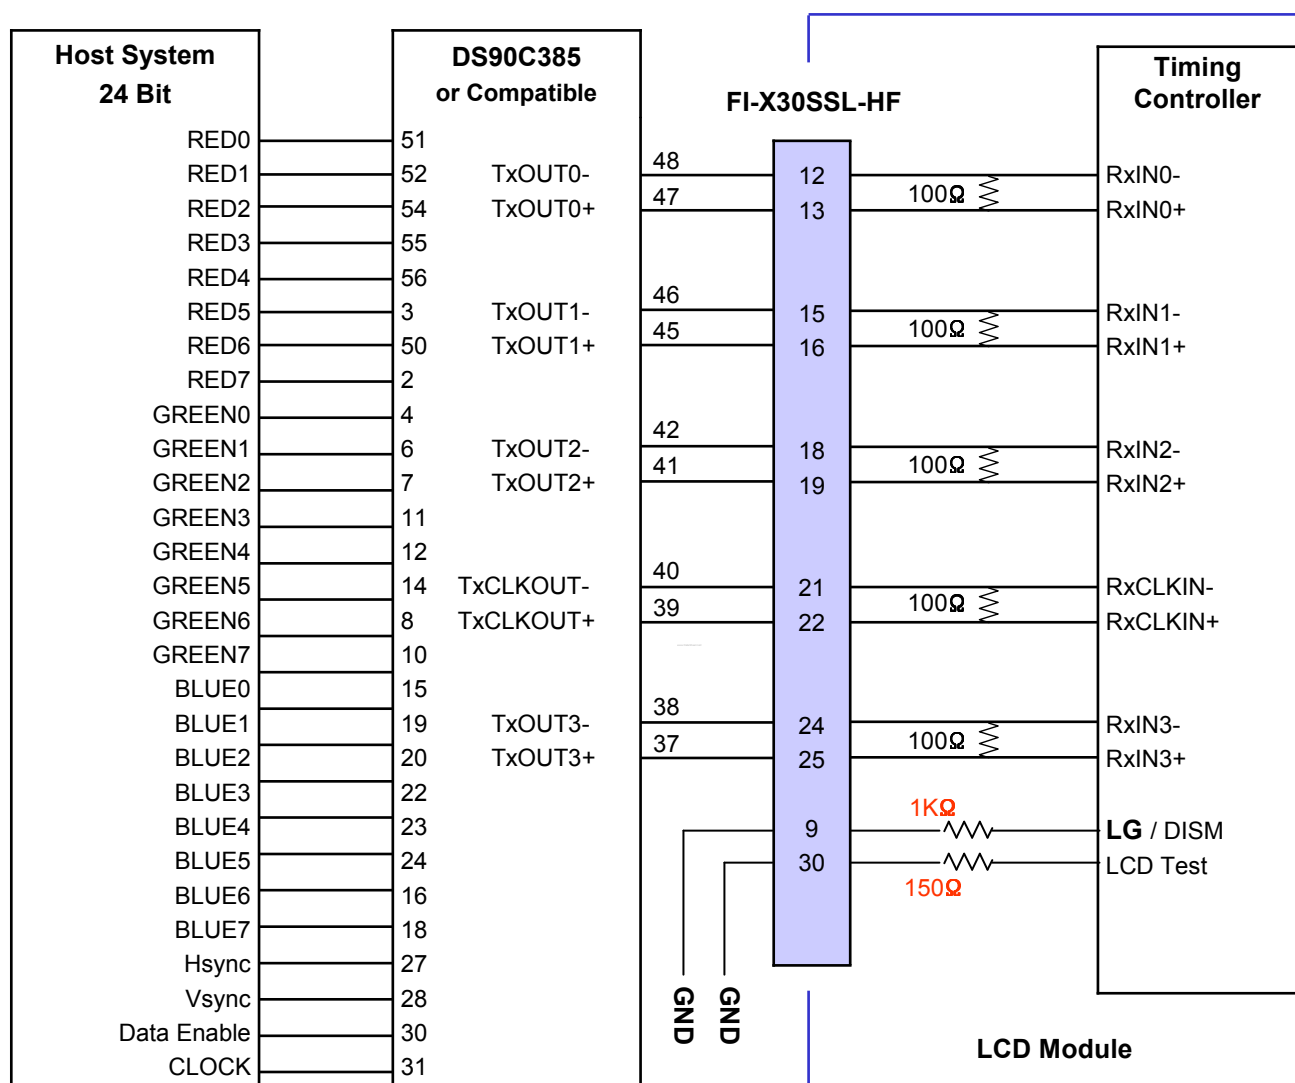 Host System
24 Bit
DS90C385
or Compatible
FI-X30SSL-HF
Timing
Controller
RED0 51
RED1 52 TxOUT0- 48 12 RxIN0-
100Ω
RED2 54 TxOUT0+ 47 13 RxIN0+
RED3 55
RED4 56
RED5 3 TxOUT1- 46 15 RxIN1-
100Ω
RED6 50 TxOUT1+ 45 16 RxIN1+
RED7 2
GREEN0 4
GREEN1 6 TxOUT2- 42 18 RxIN2-
100Ω
GREEN2 7 TxOUT2+ 41 19 RxIN2+
GREEN3 11
GREEN4 12
GREEN5 14 TxCLKOUT- 40 21 RxCLKIN-
100Ω
GREEN6 8 TxCLKOUT+ 39 22 RxCLKIN+
GREEN7 10
BLUE0 15
BLUE1 19 TxOUT3- 38 24 RxIN3-
100Ω
BLUE2 20 TxOUT3+ 37 25 RxIN3+
BLUE3 22
1KΩ
BLUE4 23 9 LG / DISM
BLUE5 24 30 LCD Test
150Ω
BLUE6 16
BLUE7 18
Hsync 27
Vsync 28
GND
GND
Data Enable 30
CLOCK 31
LCD Module